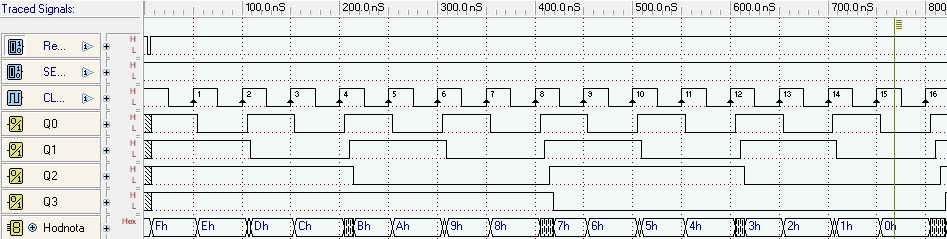 Traced Signals: 100.0nS 200.0nS 300.0nS 400.0nS 500.0nS 600.0nS 700.0nS 800.
Re... H L
SE... H L
CL... H L 1 2 3 4 5 6 7 8 9 10 11 12 13 14 15 16
Q0 H L
Q1 H L
Q2 H L
Q3 H L
Hodnota Hex Fh Eh Dh Ch Bh Ah 9h 8h 7h 6h 5h 4h 3h 2h 1h 0h